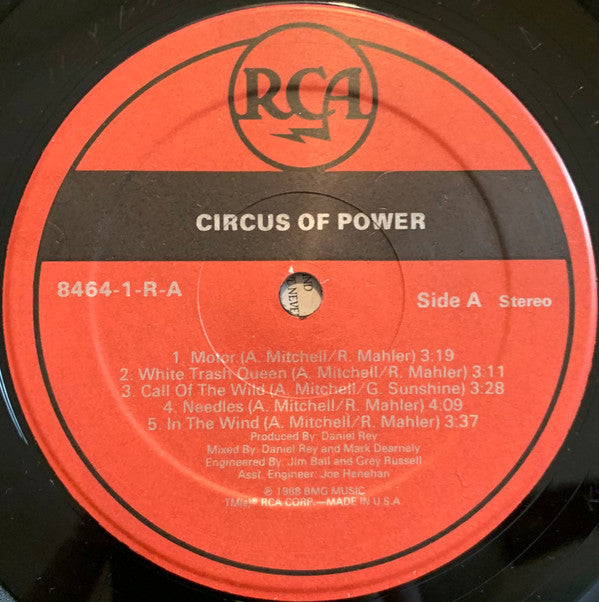 RCA
CIRCUS OF POWER
8464-1-R-A
Side A Stereo
1. Motor (A. Mitchell/R. Mahler) 3:19
2. White Trash Queen (A. Mitchell/R. Mahler) 3:11
3. Call Of The Wild (A. Mitchell/G. Sunshine) 3:28
4. Needles (A. Mitchell/R. Mahler) 4:09
5. In The Wind (A. Mitchell/R. Mahler) 3:37
Produced By: Daniel Rey
Mixed By: Daniel Rey and Mark Dearnely
Engineered By: Jim Ball and Grey Russell
Asst. Engineer: Joe Henehan
℗ 1988 BMG MUSIC
TM(s)® RCA CORP.—MADE IN U.S.A.
NEVER